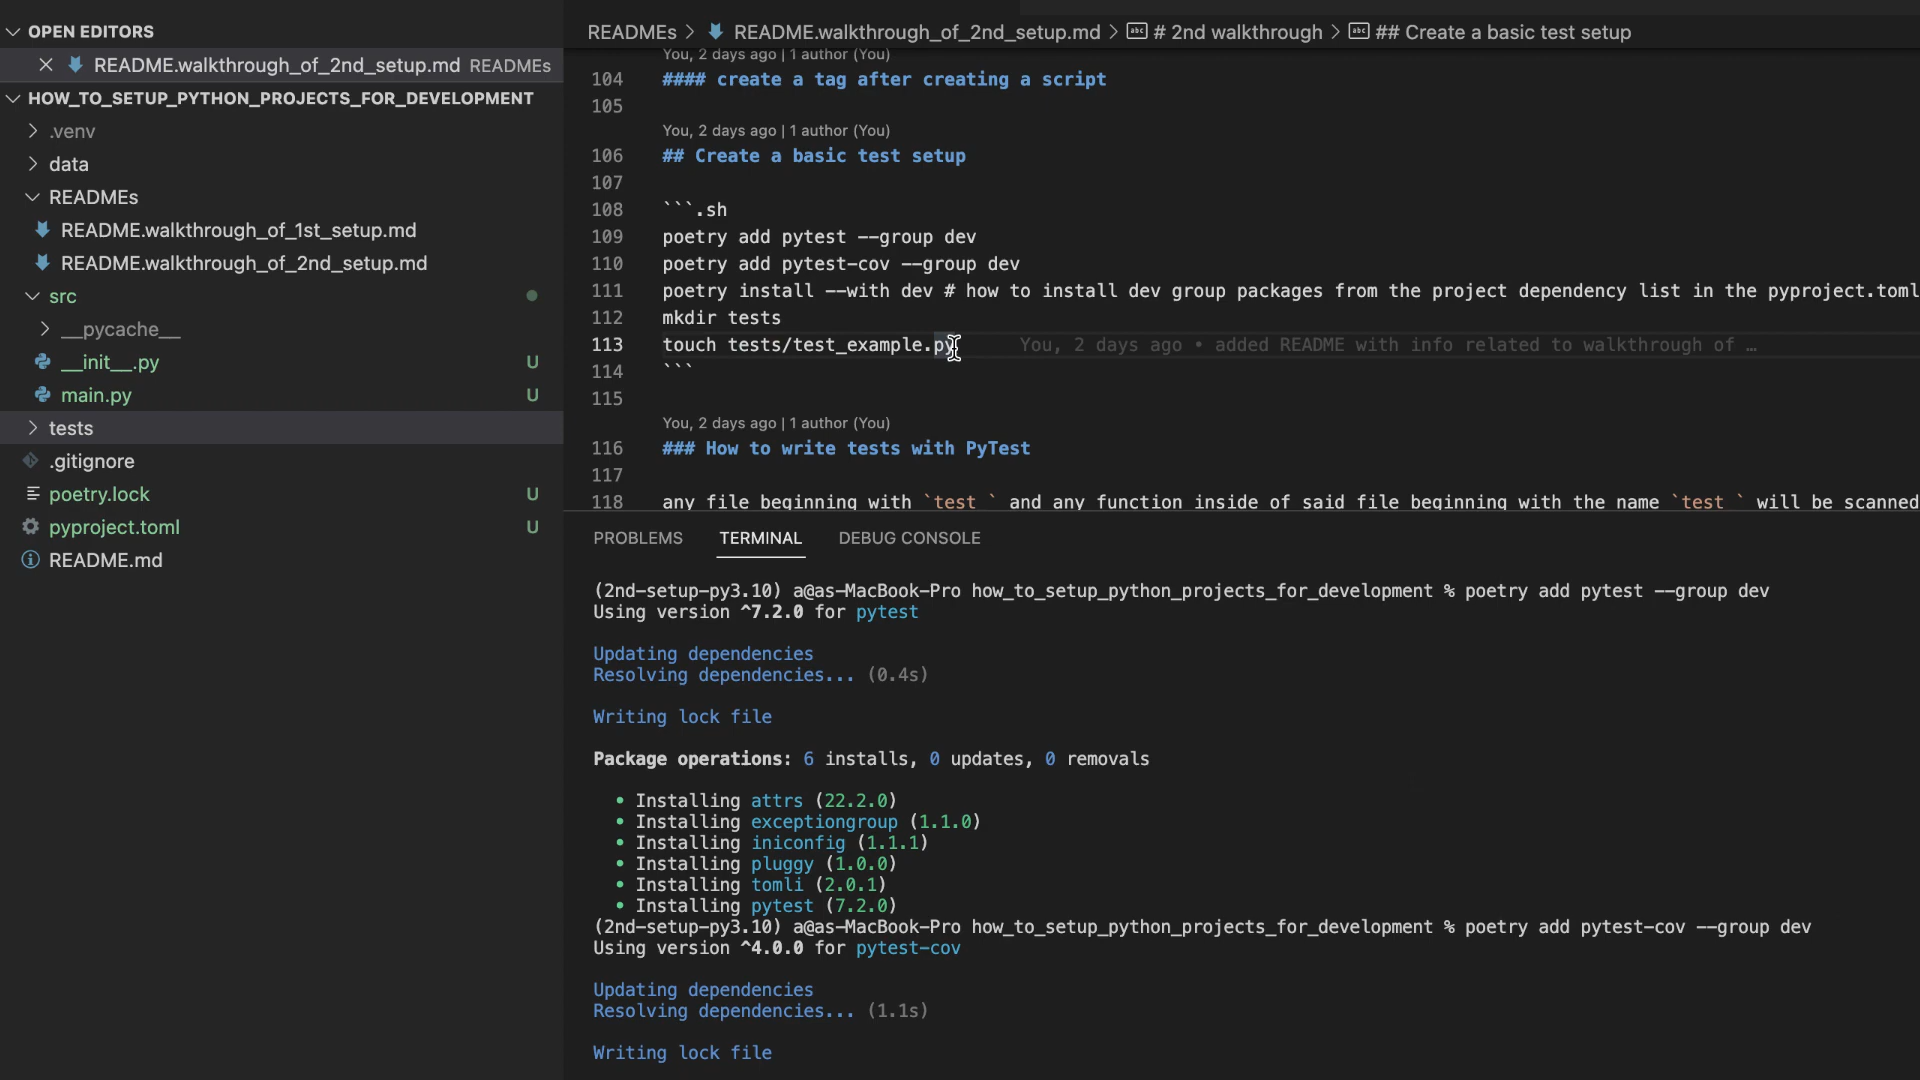 OPEN EDITORS
README.walkthrough_of_2nd_setup.md READMEs
HOW_TO_SETUP_PYTHON_PROJECTS_FOR_DEVELOPMENT
.venv
data
READMEs
README.walkthrough_of_1st_setup.md
README.walkthrough_of_2nd_setup.md
src
__pycache__
__init__.py U
main.py U
tests
.gitignore
poetry.lock U
pyproject.toml U
README.md
READMEs > README.walkthrough_of_2nd_setup.md > # 2nd walkthrough > ## Create a basic test setup
You, 2 days ago | 1 author (You)
104 #### create a tag after creating a script
105
You, 2 days ago | 1 author (You)
106 ## Create a basic test setup
107
108 ```.sh
109 poetry add pytest --group dev
110 poetry add pytest-cov --group dev
111 poetry install --with dev # how to install dev group packages from the project dependency list in the pyproject.toml
112 mkdir tests
113 touch tests/test_example.py You, 2 days ago • added README with info related to walkthrough of …
114 ```
115
You, 2 days ago | 1 author (You)
116 ### How to write tests with PyTest
117
118 any file beginning with `test_` and any function inside of said file beginning with the name `test_` will be scanned
PROBLEMS TERMINAL DEBUG CONSOLE
(2nd-setup-py3.10) a@as-MacBook-Pro how_to_setup_python_projects_for_development % poetry add pytest --group dev
Using version ^7.2.0 for pytest
Updating dependencies
Resolving dependencies... (0.4s)
Writing lock file
Package operations: 6 installs, 0 updates, 0 removals
• Installing attrs (22.2.0)
• Installing exceptiongroup (1.1.0)
• Installing iniconfig (1.1.1)
• Installing pluggy (1.0.0)
• Installing tomli (2.0.1)
• Installing pytest (7.2.0)
(2nd-setup-py3.10) a@as-MacBook-Pro how_to_setup_python_projects_for_development % poetry add pytest-cov --group dev
Using version ^4.0.0 for pytest-cov
Updating dependencies
Resolving dependencies... (1.1s)
Writing lock file